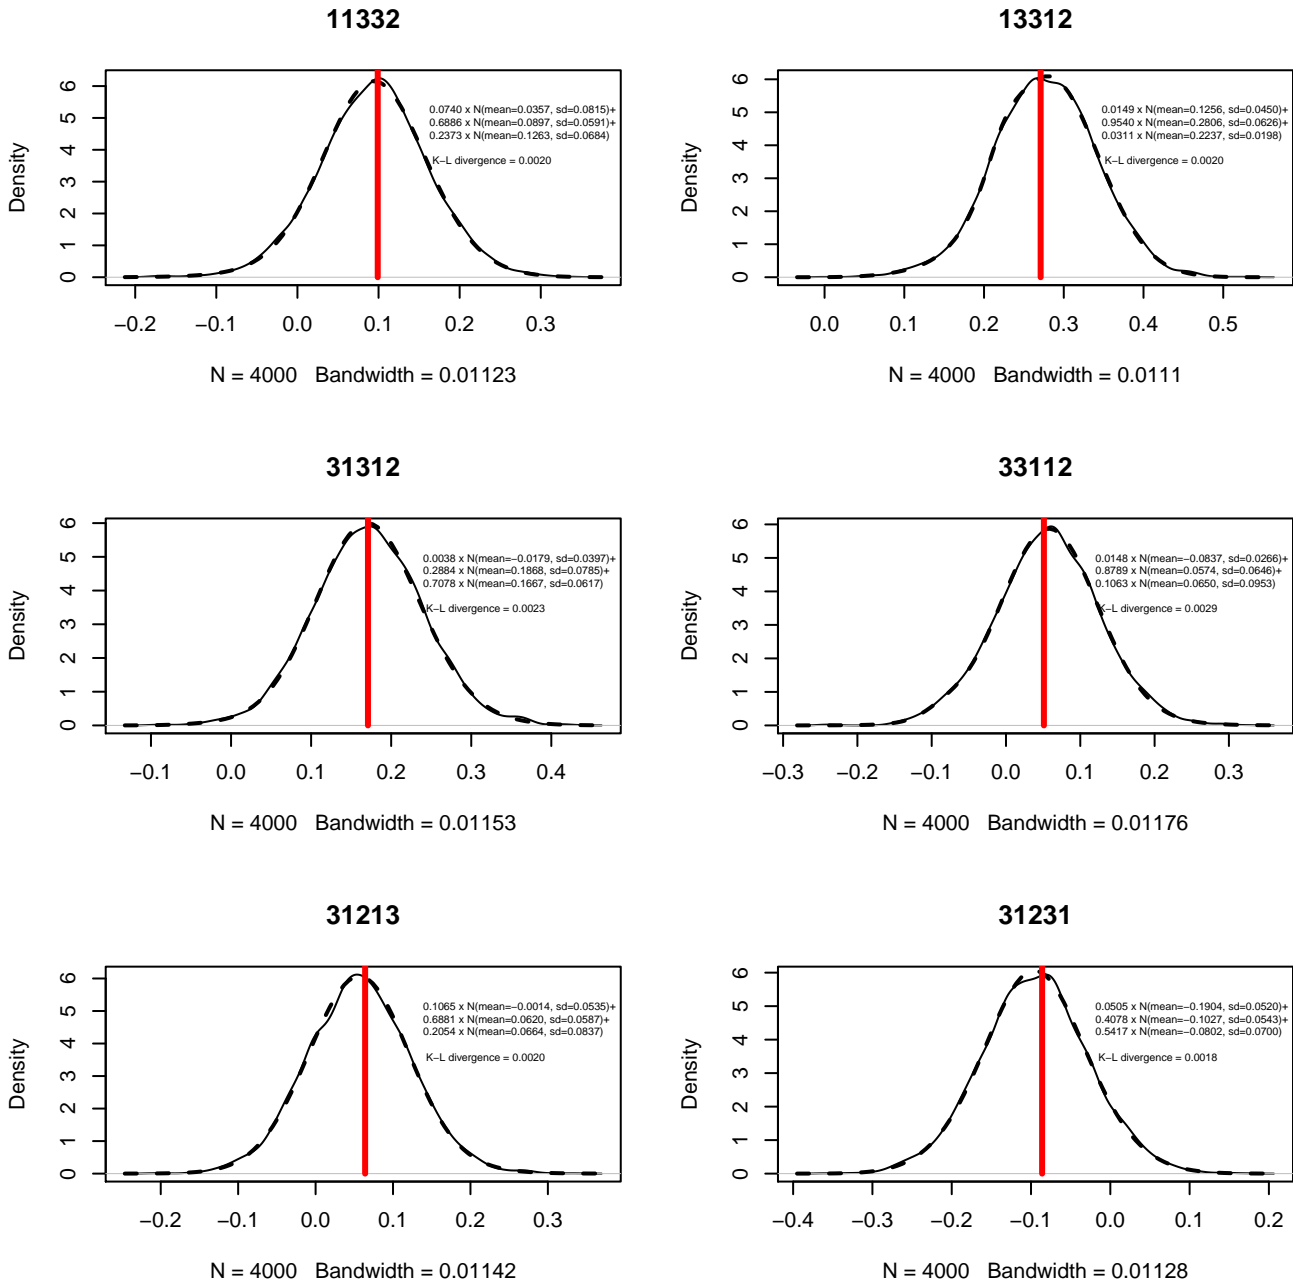 11332
Density
0 1 2 3 4 5 6
0.0740 x N(mean=0.0357, sd=0.0815)+
0.6886 x N(mean=0.0897, sd=0.0591)+
0.2373 x N(mean=0.1263, sd=0.0684)
K−L divergence = 0.0020
−0.2 −0.1 0.0 0.1 0.2 0.3
N = 4000 Bandwidth = 0.01123
13312
Density
0 1 2 3 4 5 6
0.0149 x N(mean=0.1256, sd=0.0450)+
0.9540 x N(mean=0.2806, sd=0.0626)+
0.0311 x N(mean=0.2237, sd=0.0198)
K−L divergence = 0.0020
0.0 0.1 0.2 0.3 0.4 0.5
N = 4000 Bandwidth = 0.0111
31312
Density
0 1 2 3 4 5 6
0.0038 x N(mean=−0.0179, sd=0.0397)+
0.2884 x N(mean=0.1868, sd=0.0785)+
0.7078 x N(mean=0.1667, sd=0.0617)
K−L divergence = 0.0023
−0.1 0.0 0.1 0.2 0.3 0.4
N = 4000 Bandwidth = 0.01153
33112
Density
0 1 2 3 4 5 6
0.0148 x N(mean=−0.0837, sd=0.0266)+
0.8789 x N(mean=0.0574, sd=0.0646)+
0.1063 x N(mean=0.0650, sd=0.0953)
K−L divergence = 0.0029
−0.3 −0.2 −0.1 0.0 0.1 0.2 0.3
N = 4000 Bandwidth = 0.01176
31213
Density
0 1 2 3 4 5 6
0.1065 x N(mean=−0.0014, sd=0.0535)+
0.6881 x N(mean=0.0620, sd=0.0587)+
0.2054 x N(mean=0.0664, sd=0.0837)
K−L divergence = 0.0020
−0.2 −0.1 0.0 0.1 0.2 0.3
N = 4000 Bandwidth = 0.01142
31231
Density
0 1 2 3 4 5 6
0.0505 x N(mean=−0.1904, sd=0.0520)+
0.4078 x N(mean=−0.1027, sd=0.0543)+
0.5417 x N(mean=−0.0802, sd=0.0700)
K−L divergence = 0.0018
−0.4 −0.3 −0.2 −0.1 0.0 0.1 0.2
N = 4000 Bandwidth = 0.01128